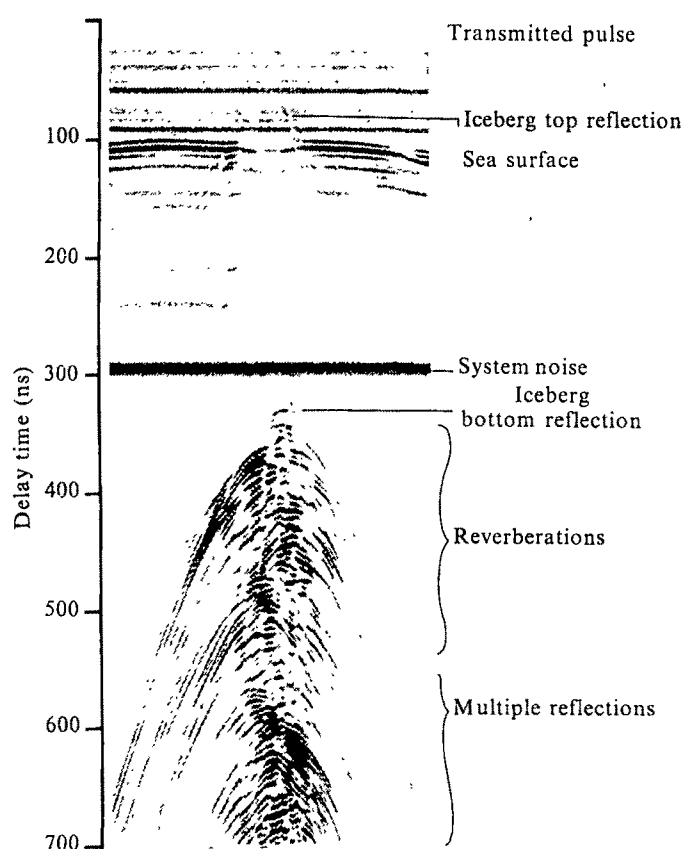 Transmitted pulse
Iceberg top reflection
100
Sea surface
200
System noise
300
Iceberg
bottom reflection
Delay time (ns)
400
Reverberations
500
Multiple reflections
600
700